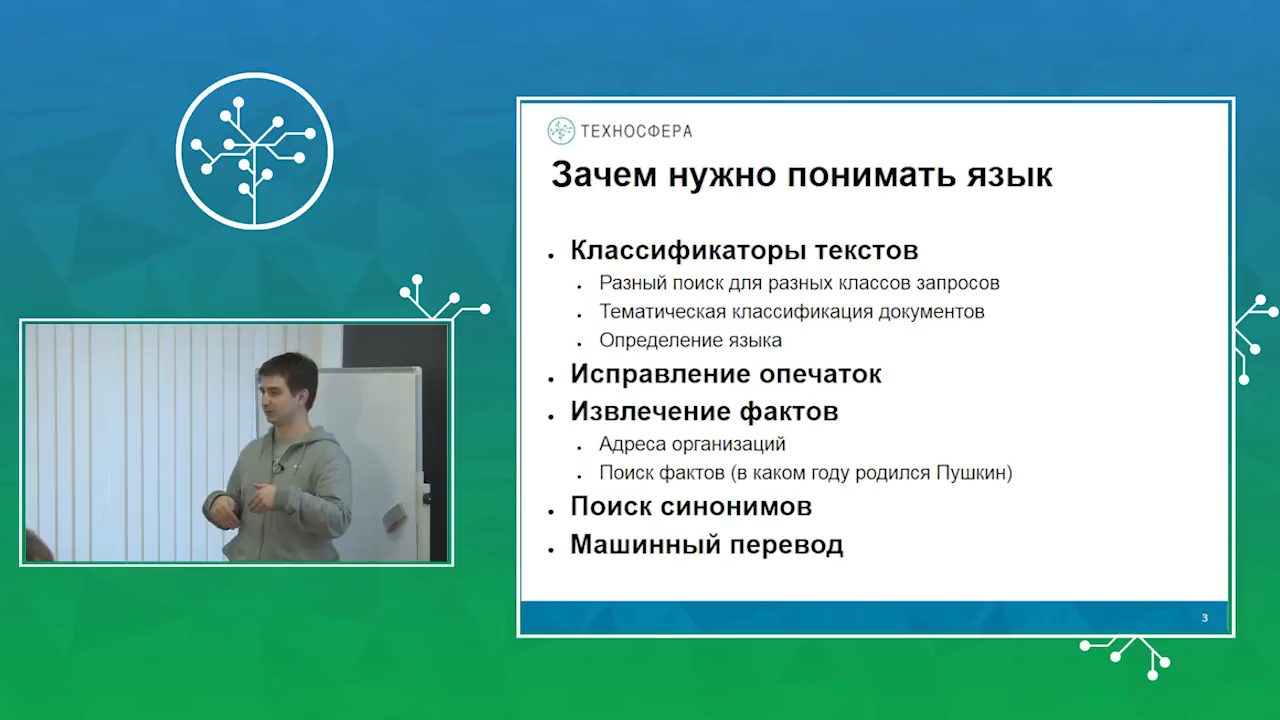 ТЕХНОСФЕРА
Зачем нужно понимать язык
Классификаторы текстов
Разный поиск для разных классов запросов
Тематическая классификация документов
Определение языка
Исправление опечаток
Извлечение фактов
Адреса организаций
Поиск фактов (в каком году родился Пушкин)
Поиск синонимов
Машинный перевод
3